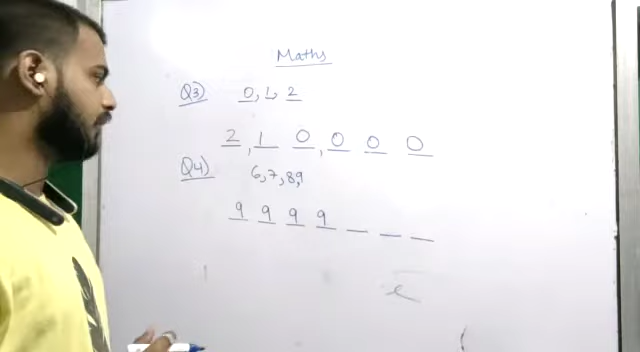 Maths
Q3) 0, 1, 2
2, 1 0, 0 0 0
Q4) 6, 7, 8, 9
9 9 9 9 _ _ _